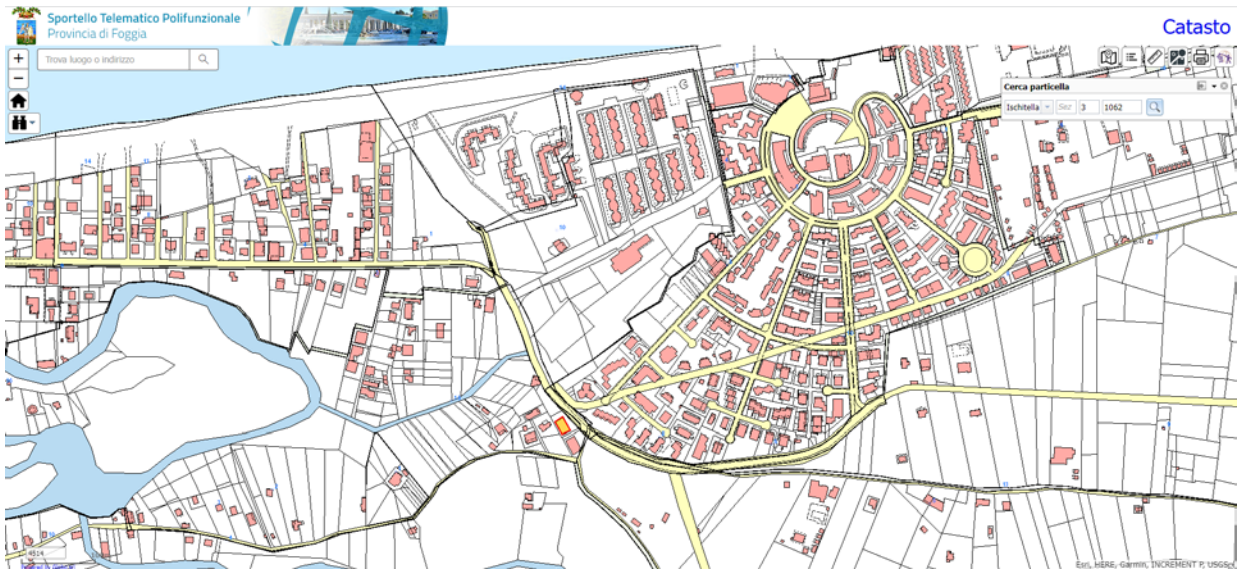 Sportello Telematico Polifunzionale
Provincia di Foggia
Catasto
Trova luogo o indirizzo
Cerca particella
Ischitella Sez 3 1062
4514
Esri, HERE, Garmin, INCREMENT P, USGS